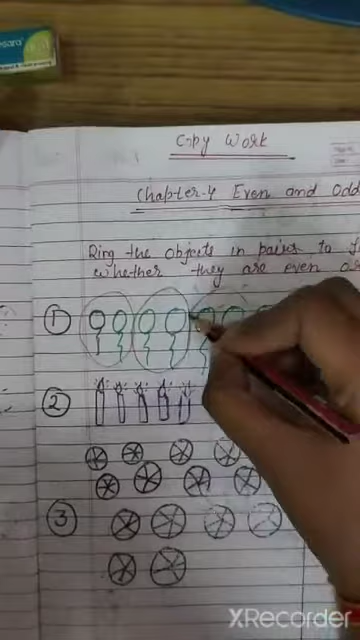 Copy Work
Chapter-4 Even and Odd
Ring the objects in pairs to
whether they are even
1
2
3
XRecorder